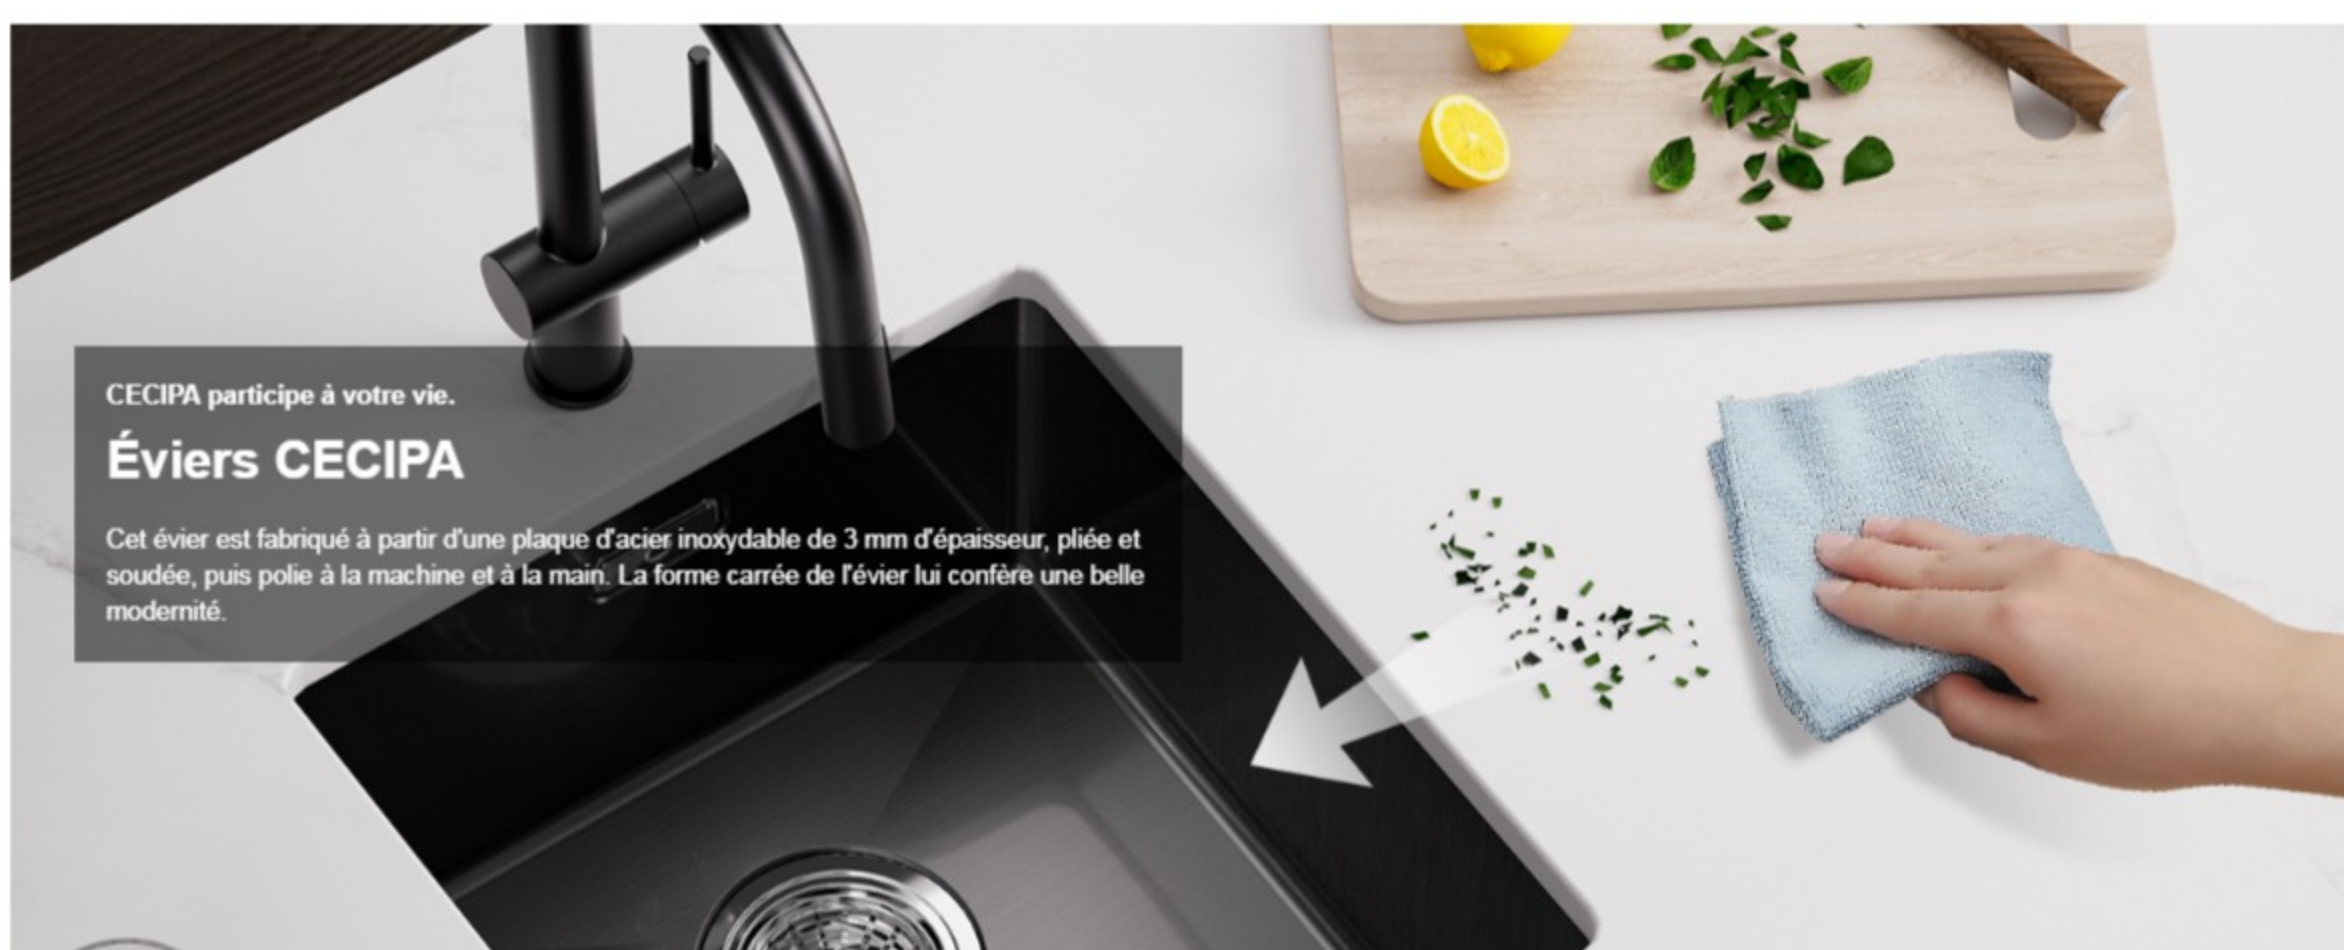 CECIPA participe à votre vie.
Éviers CECIPA
Cet évier est fabriqué à partir d'une plaque d'acier inoxydable de 3 mm d'épaisseur, pliée et
soudée, puis polie à la machine et à la main. La forme carrée de l'évier lui confère une belle
modernité.